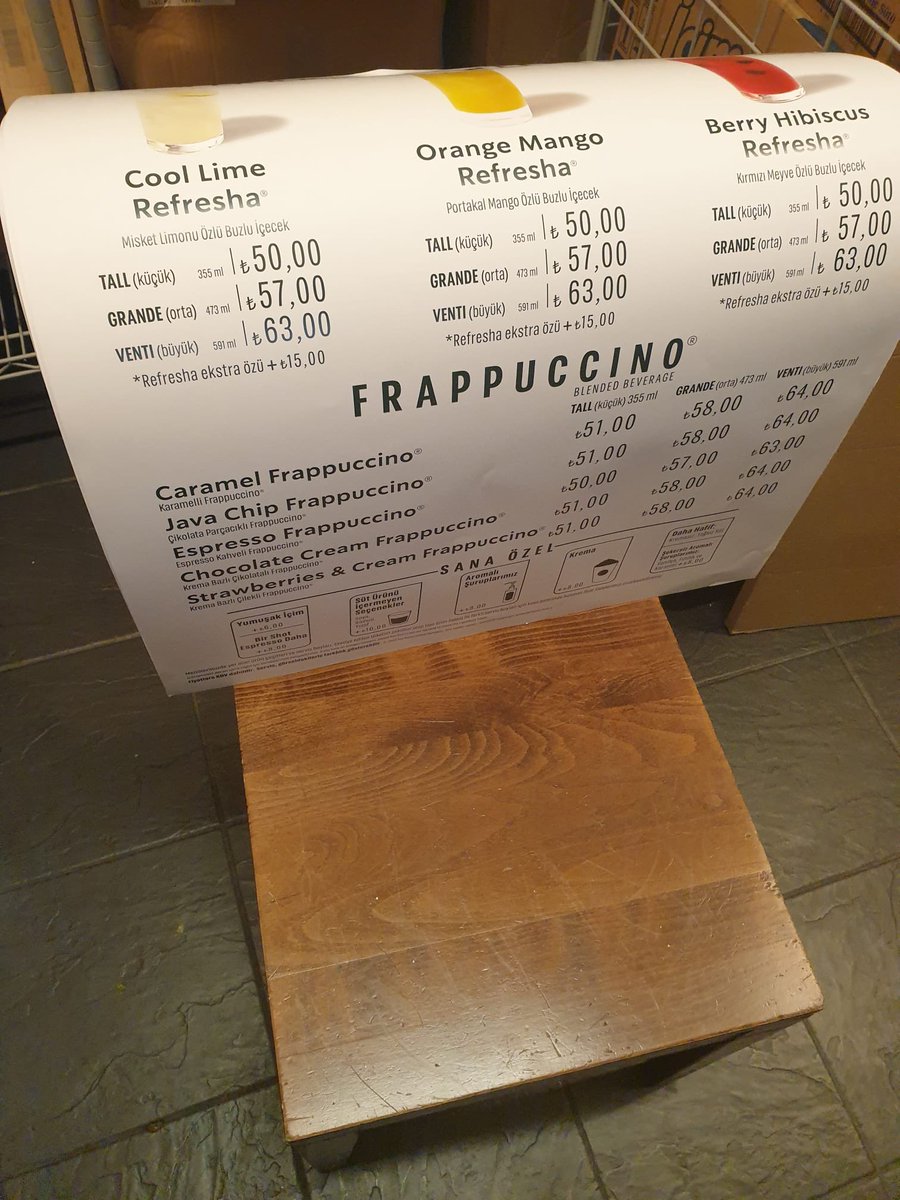 Cool Lime
Refresha®
Misket Limonu Özlü Buzlu İçecek
TALL (küçük) 355 ml ₺50,00
GRANDE (orta) 473 ml ₺57,00
VENTI (büyük) 591 ml ₺63,00
*Refresha ekstra özü + ₺15,00
Orange Mango
Refresha®
Portakal Mango Özlü Buzlu İçecek
TALL (küçük) 355 ml ₺50,00
GRANDE (orta) 473 ml ₺57,00
VENTI (büyük) 591 ml ₺63,00
*Refresha ekstra özü + ₺15,00
Berry Hibiscus
Refresha®
Kırmızı Meyve Özlü Buzlu İçecek
TALL (küçük) 355 ml ₺50,00
GRANDE (orta) 473 ml ₺57,00
VENTI (büyük) 591 ml ₺63,00
*Refresha ekstra özü + ₺15,00
FRAPPUCCINO®
BLENDED BEVERAGE
TALL (küçük) 355 ml GRANDE (orta) 473 ml VENTI (büyük) 591 ml
Caramel Frappuccino® ₺51,00 ₺58,00 ₺64,00
Karamelli Frappuccino®
Java Chip Frappuccino® ₺51,00 ₺58,00 ₺64,00
Çikolata Parçacıklı Frappuccino®
Espresso Frappuccino® ₺50,00 ₺57,00 ₺63,00
Espresso Kahveli Frappuccino®
Chocolate Cream Frappuccino® ₺51,00 ₺58,00 ₺64,00
Krema Bazlı Çikolatalı Frappuccino®
Strawberries & Cream Frappuccino® ₺51,00 ₺58,00 ₺64,00
Krema Bazlı Çilekli Frappuccino®
SANA ÖZEL
Yumuşak İçim
Bir Shot
Espresso Daha
Süt Ürünü
İçermeyen
Seçenekler
Aromalı
Şuruplarımız
Krema
Daha Hafif